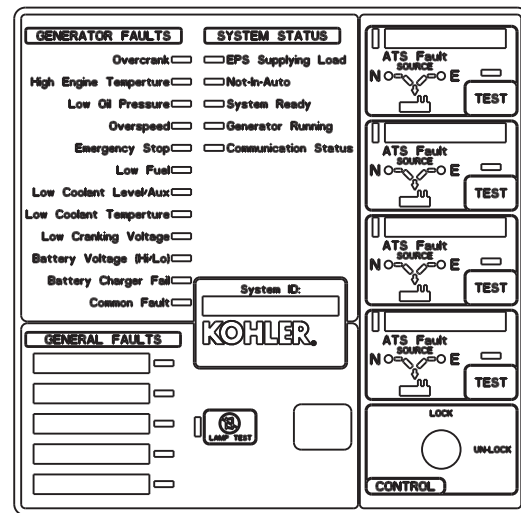 GENERATOR FAULTS
Overcrank
High Engine Temperture
Low Oil Pressure
Overspeed
Emergency Stop
Low Fuel
Low Coolant Level/Aux
Low Coolant Temperture
Low Cranking Voltage
Battery Voltage (Hi/Lo)
Battery Charger Fail
Common Fault
SYSTEM STATUS
EPS Supplying Load
Not-In-Auto
System Ready
Generator Running
Communication Status
System ID:
KOHLER.
GENERAL FAULTS
LAMP TEST
ATS Fault
SOURCE
N E
TEST
ATS Fault
SOURCE
N E
TEST
ATS Fault
SOURCE
N E
TEST
ATS Fault
SOURCE
N E
TEST
LOCK
UN-LOCK
CONTROL